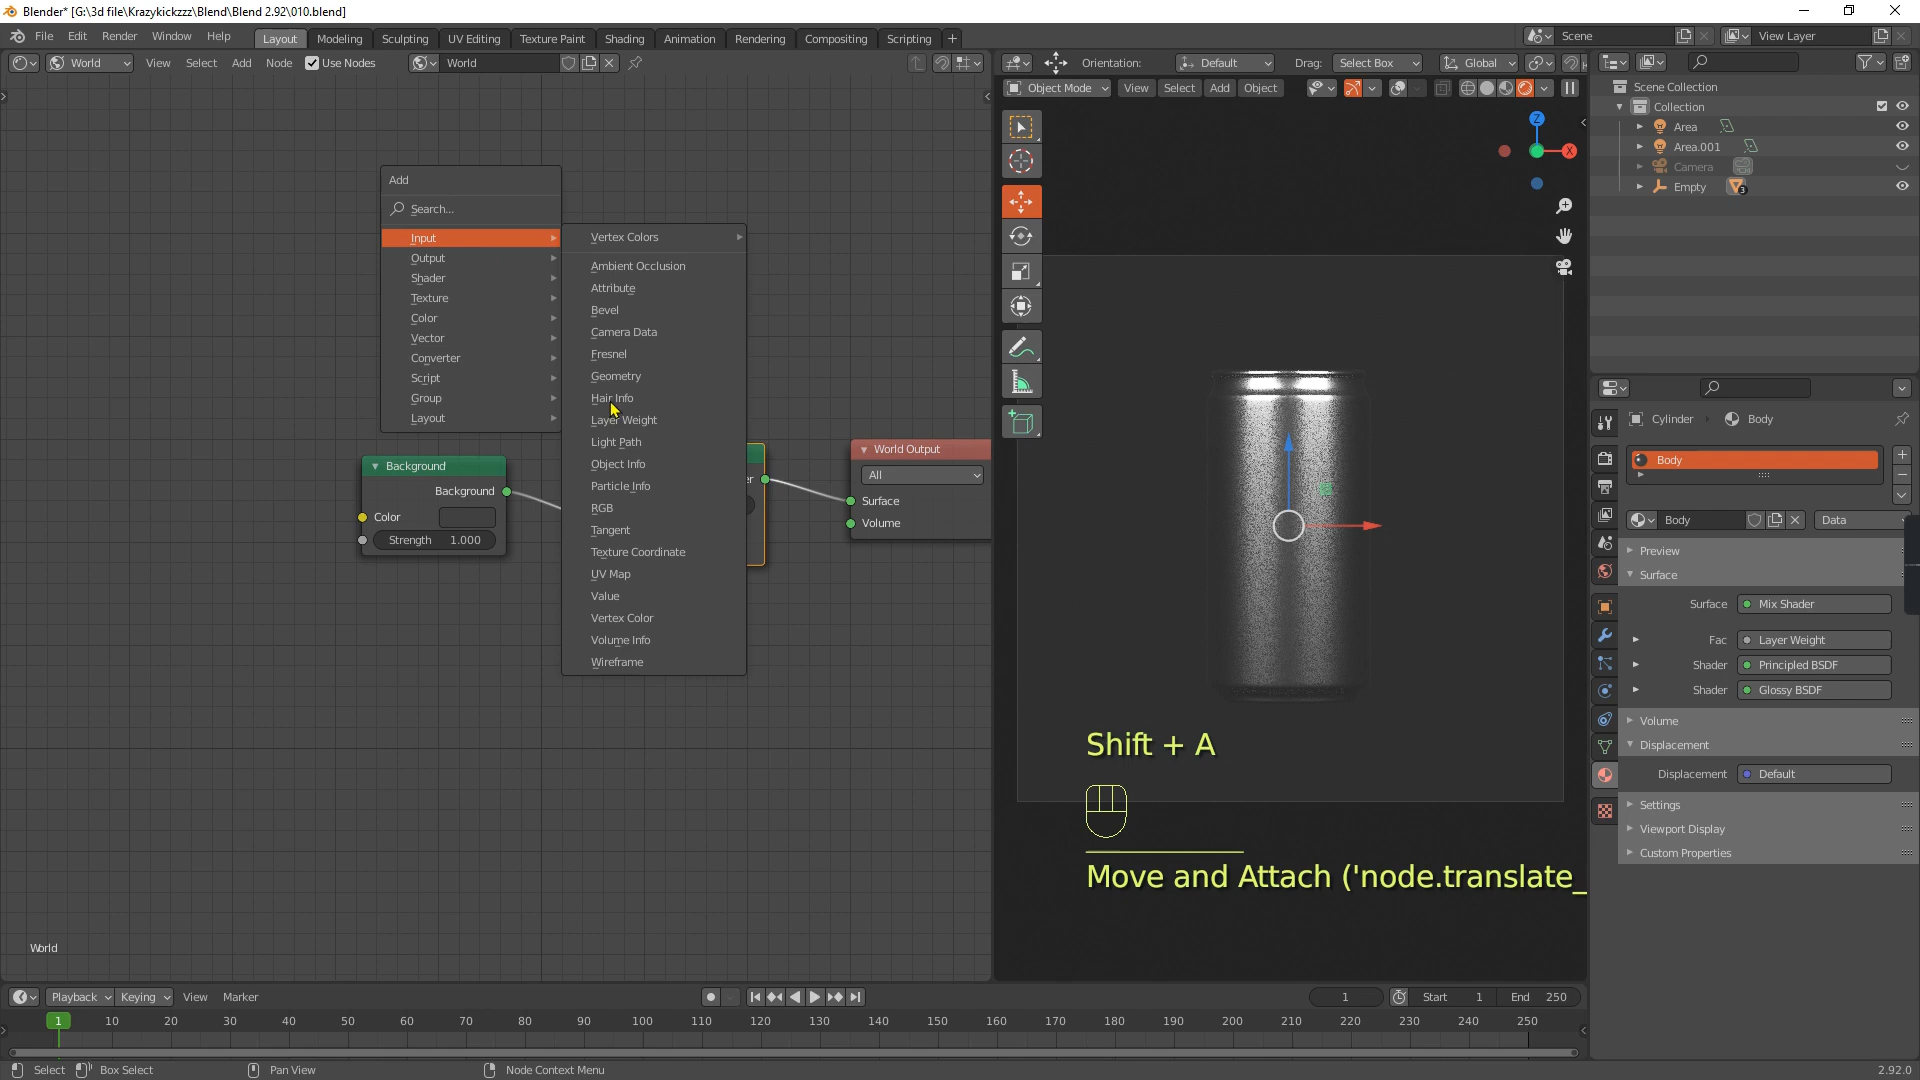 Blender* [G:\3d file\Krazykickzzz\Blend\Blend 2.92\010.blend]
File Edit Render Window Help Layout Modeling Sculpting UV Editing Texture Paint Shading Animation Rendering Compositing Scripting + Scene View Layer
World View Select Add Node Use Nodes World Orientation: Default Drag: Select Box Global
Object Mode View Select Add Object
Scene Collection
Collection
Area
Area.001
Camera
Empty 3
Z
X
Add
Search...
Input
Output
Shader
Texture
Color
Vector
Converter
Script
Group
Layout
Vertex Colors
Ambient Occlusion
Attribute
Bevel
Camera Data
Fresnel
Geometry
Hair Info
Layer Weight
Light Path
Object Info
Particle Info
RGB
Tangent
Texture Coordinate
UV Map
Value
Vertex Color
Volume Info
Wireframe
Background
Background
Color
Strength 1.000
er
World Output
All
Surface
Volume
Cylinder Body
Body
Body Data
Preview
Surface
Surface Mix Shader
Fac Layer Weight
Shader Principled BSDF
Shader Glossy BSDF
Volume
Displacement
Displacement Default
Settings
Viewport Display
Custom Properties
Shift + A
Move and Attach ('node.translate_
World
Playback Keying View Marker 1 Start 1 End 250
1 10 20 30 40 50 60 70 80 90 100 110 120 130 140 150 160 170 180 190 200 210 220 230 240 250
Select Box Select Pan View Node Context Menu 2.92.0